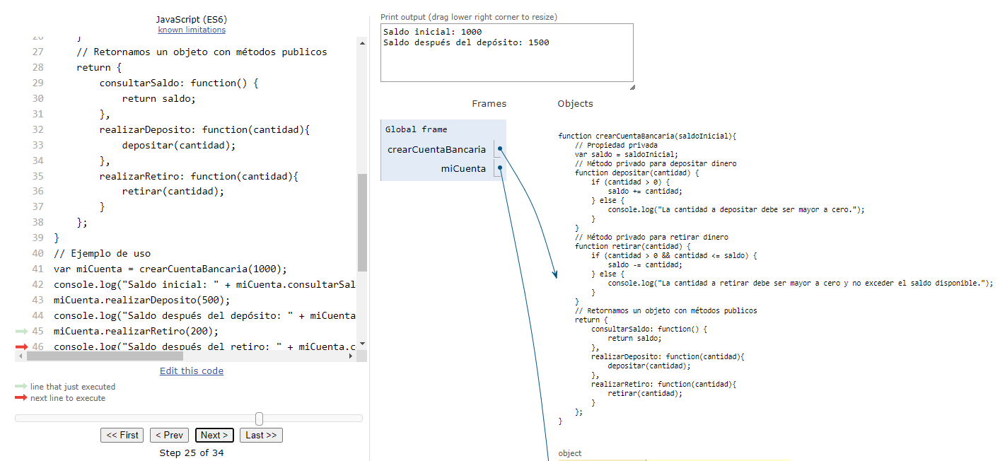 JavaScript (ES6)
known limitations
26 }
27 // Retornamos un objeto con métodos publicos
28 return {
29 consultarSaldo: function() {
30 return saldo;
31 },
32 realizarDeposito: function(cantidad){
33 depositar(cantidad);
34 },
35 realizarRetiro: function(cantidad){
36 retirar(cantidad);
37 }
38 };
39 }
40 // Ejemplo de uso
41 var miCuenta = crearCuentaBancaria(1000);
42 console.log("Saldo inicial: " + miCuenta.consultarSal
43 miCuenta.realizarDeposito(500);
44 console.log("Saldo después del depósito: " + miCuenta
45 miCuenta.realizarRetiro(200);
46 console.log("Saldo después del retiro: " + miCuenta.c
Edit this code
line that just executed
next line to execute
<< First < Prev Next > Last >>
Step 25 of 34
Print output (drag lower right corner to resize)
Saldo inicial: 1000
Saldo después del depósito: 1500
Frames Objects
Global frame
crearCuentaBancaria
miCuenta
function crearCuentaBancaria(saldoInicial){
// Propiedad privada
var saldo = saldoInicial;
// Método privado para depositar dinero
function depositar(cantidad) {
if (cantidad > 0) {
saldo += cantidad;
} else {
console.log("La cantidad a depositar debe ser mayor a cero.");
}
}
// Método privado para retirar dinero
function retirar(cantidad) {
if (cantidad > 0 && cantidad <= saldo) {
saldo -= cantidad;
} else {
console.log("La cantidad a retirar debe ser mayor a cero y no exceder el saldo disponible.");
}
}
// Retornamos un objeto con métodos publicos
return {
consultarSaldo: function() {
return saldo;
},
realizarDeposito: function(cantidad){
depositar(cantidad);
},
realizarRetiro: function(cantidad){
retirar(cantidad);
}
};
}
object